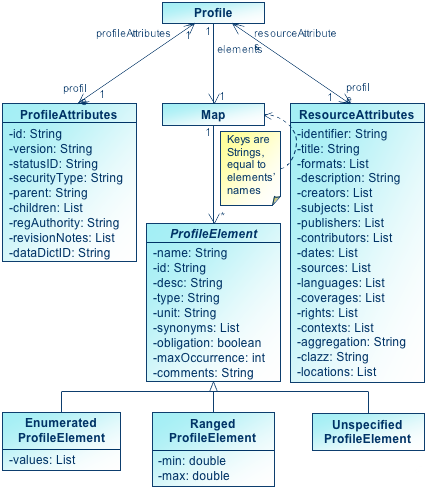 Profile
profileAttributes
1
1
1
resourceAttribute
elements
profil
1
1
1
profil
ProfileAttributes
-id: String
-version: String
-statusID: String
-securityType: String
-parent: String
-children: List
-regAuthority: String
-revisionNotes: List
-dataDictID: String
Map
1
Keys are
Strings,
equal to
elements'
names
*
ResourceAttributes
-identifier: String
-title: String
-formats: List
-description: String
-creators: List
-subjects: List
-publishers: List
-contributors: List
-dates: List
-sources: List
-languages: List
-coverages: List
-rights: List
-contexts: List
-aggregation: String
-clazz: String
-locations: List
ProfileElement
-name: String
-id: String
-desc: String
-type: String
-unit: String
-synonyms: List
-obligation: boolean
-maxOccurrence: int
-comments: String
Enumerated
ProfileElement
-values: List
Ranged
ProfileElement
-min: double
-max: double
Unspecified
ProfileElement